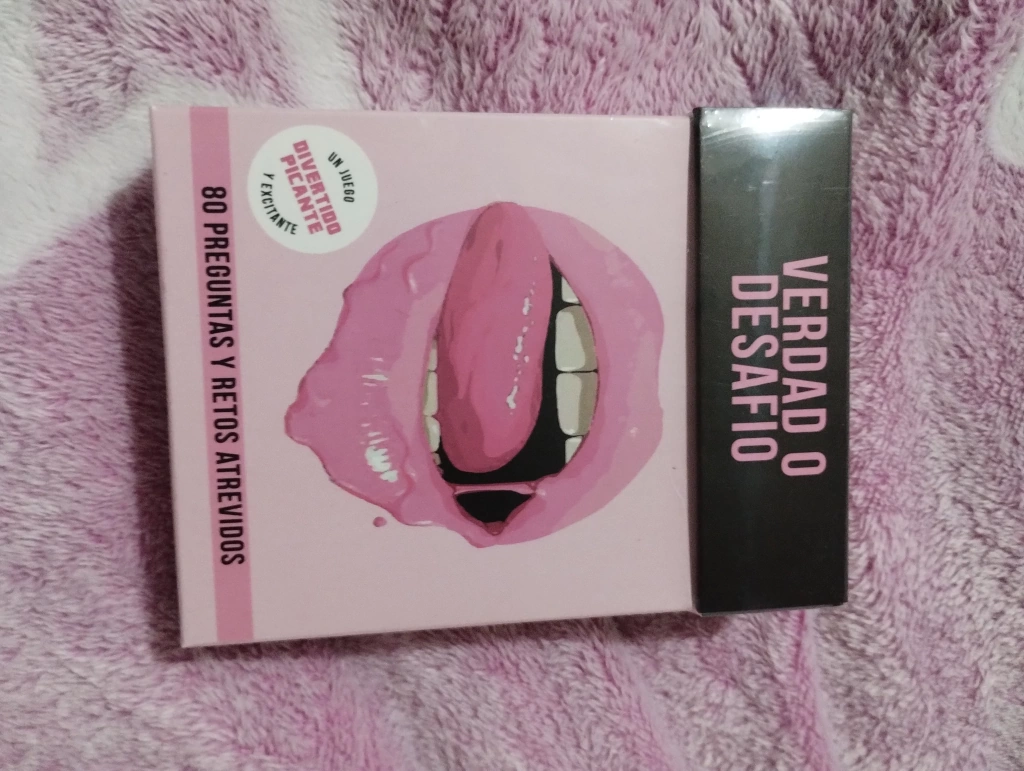 VERDAD O
DESAFIO
UN JUEGO
DIVERTIDO
PICANTE
Y EXCITANTE
80 PREGUNTAS Y RETOS ATREVIDOS